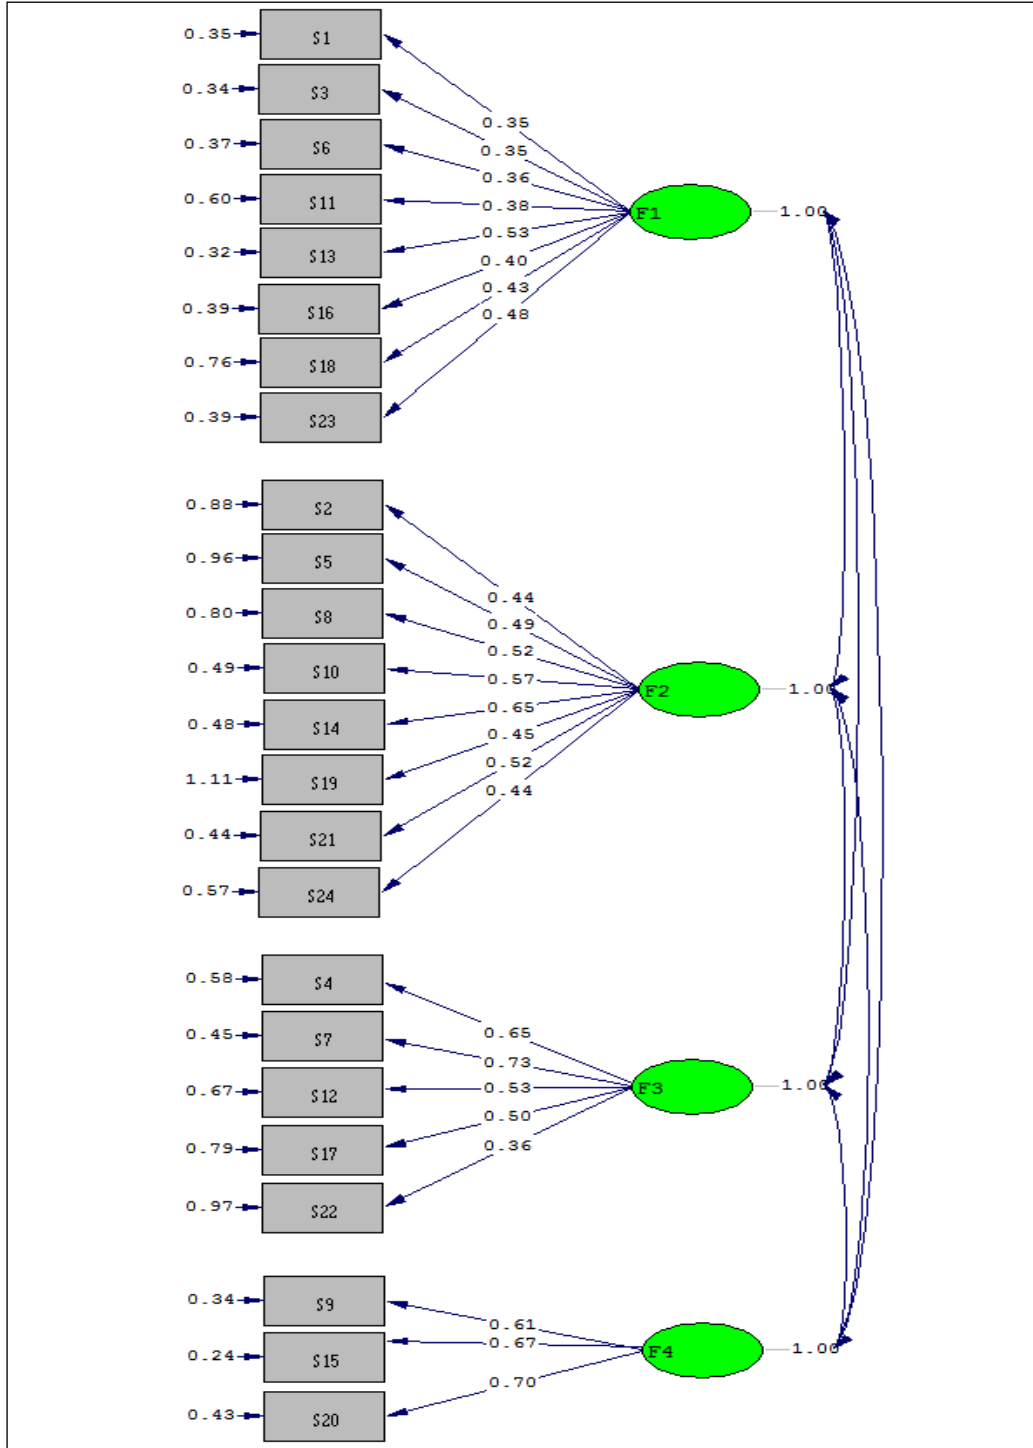 0.35 S1
0.34 S3
0.35
0.37 S6
0.35
0.36
0.60 S11
0.38
F1 1.00
0.53
0.32 S13
0.40
0.43
0.39 S16
0.48
0.76 S18
0.39 S23
0.88 S2
0.96 S5
0.44
0.80 S8
0.49
0.52
0.49 S10
0.57
F2 1.00
0.65
0.48 S14
0.45
0.52
1.11 S19
0.44
0.44 S21
0.57 S24
0.58 S4
0.65
0.45 S7
0.73
0.67 S12
0.53
F3 1.00
0.50
0.79 S17
0.36
0.97 S22
0.34 S9
0.61
0.67
0.24 S15
F4 1.00
0.70
0.43 S20